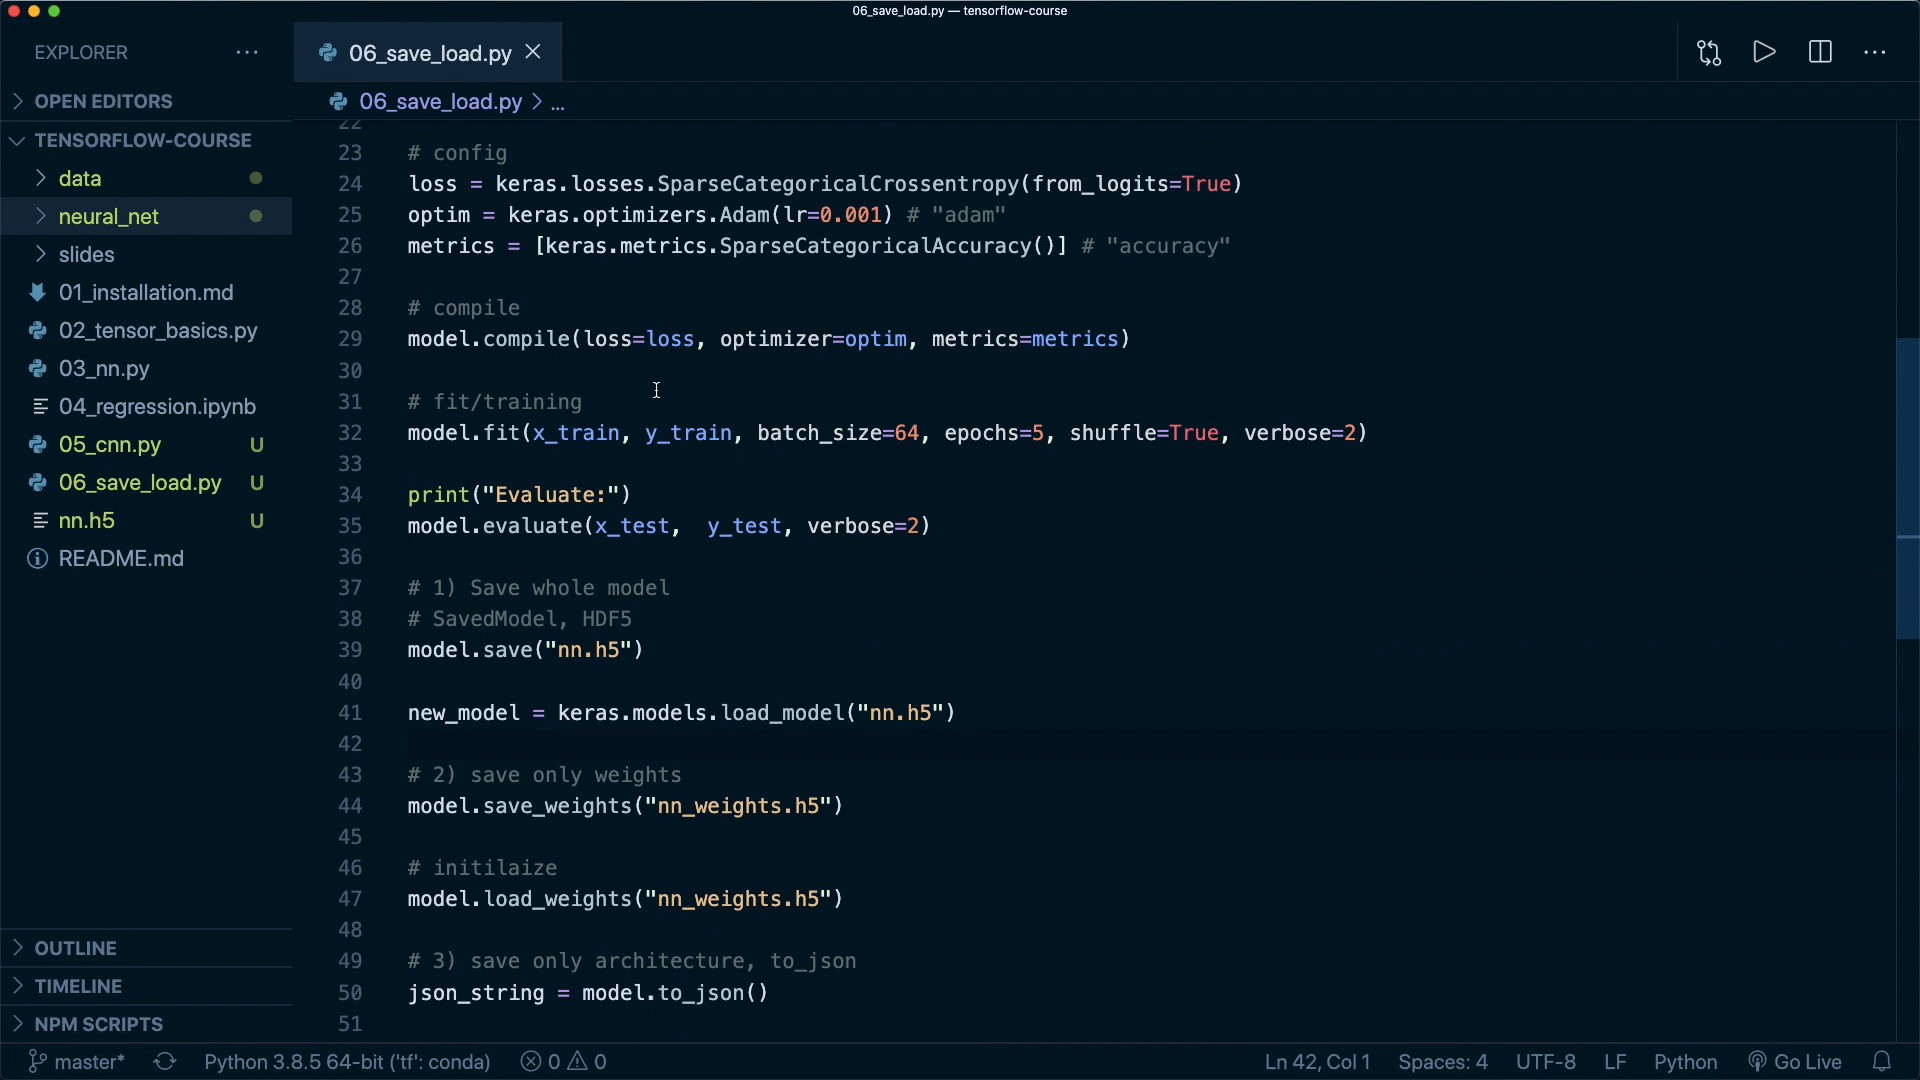 06_save_load.py — tensorflow-course
EXPLORER
06_save_load.py
OPEN EDITORS
06_save_load.py > ...
TENSORFLOW-COURSE
data
neural_net
slides
01_installation.md
02_tensor_basics.py
03_nn.py
04_regression.ipynb
05_cnn.py U
06_save_load.py U
nn.h5 U
README.md
OUTLINE
TIMELINE
NPM SCRIPTS
22
23 # config
24 loss = keras.losses.SparseCategoricalCrossentropy(from_logits=True)
25 optim = keras.optimizers.Adam(lr=0.001) # "adam"
26 metrics = [keras.metrics.SparseCategoricalAccuracy()] # "accuracy"
27
28 # compile
29 model.compile(loss=loss, optimizer=optim, metrics=metrics)
30
31 # fit/training
32 model.fit(x_train, y_train, batch_size=64, epochs=5, shuffle=True, verbose=2)
33
34 print("Evaluate:")
35 model.evaluate(x_test,  y_test, verbose=2)
36
37 # 1) Save whole model
38 # SavedModel, HDF5
39 model.save("nn.h5")
40
41 new_model = keras.models.load_model("nn.h5")
42
43 # 2) save only weights
44 model.save_weights("nn_weights.h5")
45
46 # initilaize
47 model.load_weights("nn_weights.h5")
48
49 # 3) save only architecture, to_json
50 json_string = model.to_json()
51
master* Python 3.8.5 64-bit ('tf': conda) 0 0 Ln 42, Col 1 Spaces: 4 UTF-8 LF Python Go Live